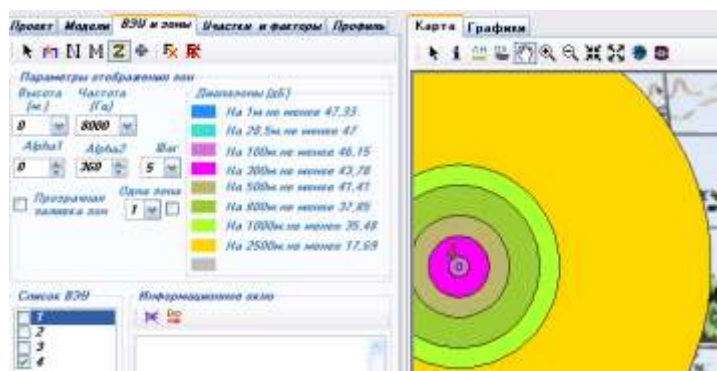 Проект Модели ВЭУ и зоны Участки и факторы Профиль
Карта Графики
N M Z
Параметры отображения зон
Высота (м.)
Частота (Гц)
0 8000
Alpha1 Alpha2 Шаг
0 360 5
Прозрачная заливка зон
Одна зона
1
Диапазоны (дБ)
На 1м не менее 47,33
На 28,5м не менее 47
На 100м не менее 46,15
На 300м не менее 43,78
На 500м не менее 41,41
На 800м не менее 37,85
На 1000м не менее 35,48
На 2500м не менее 17,69
Список ВЭУ
1
2
3
4
Информационное окно